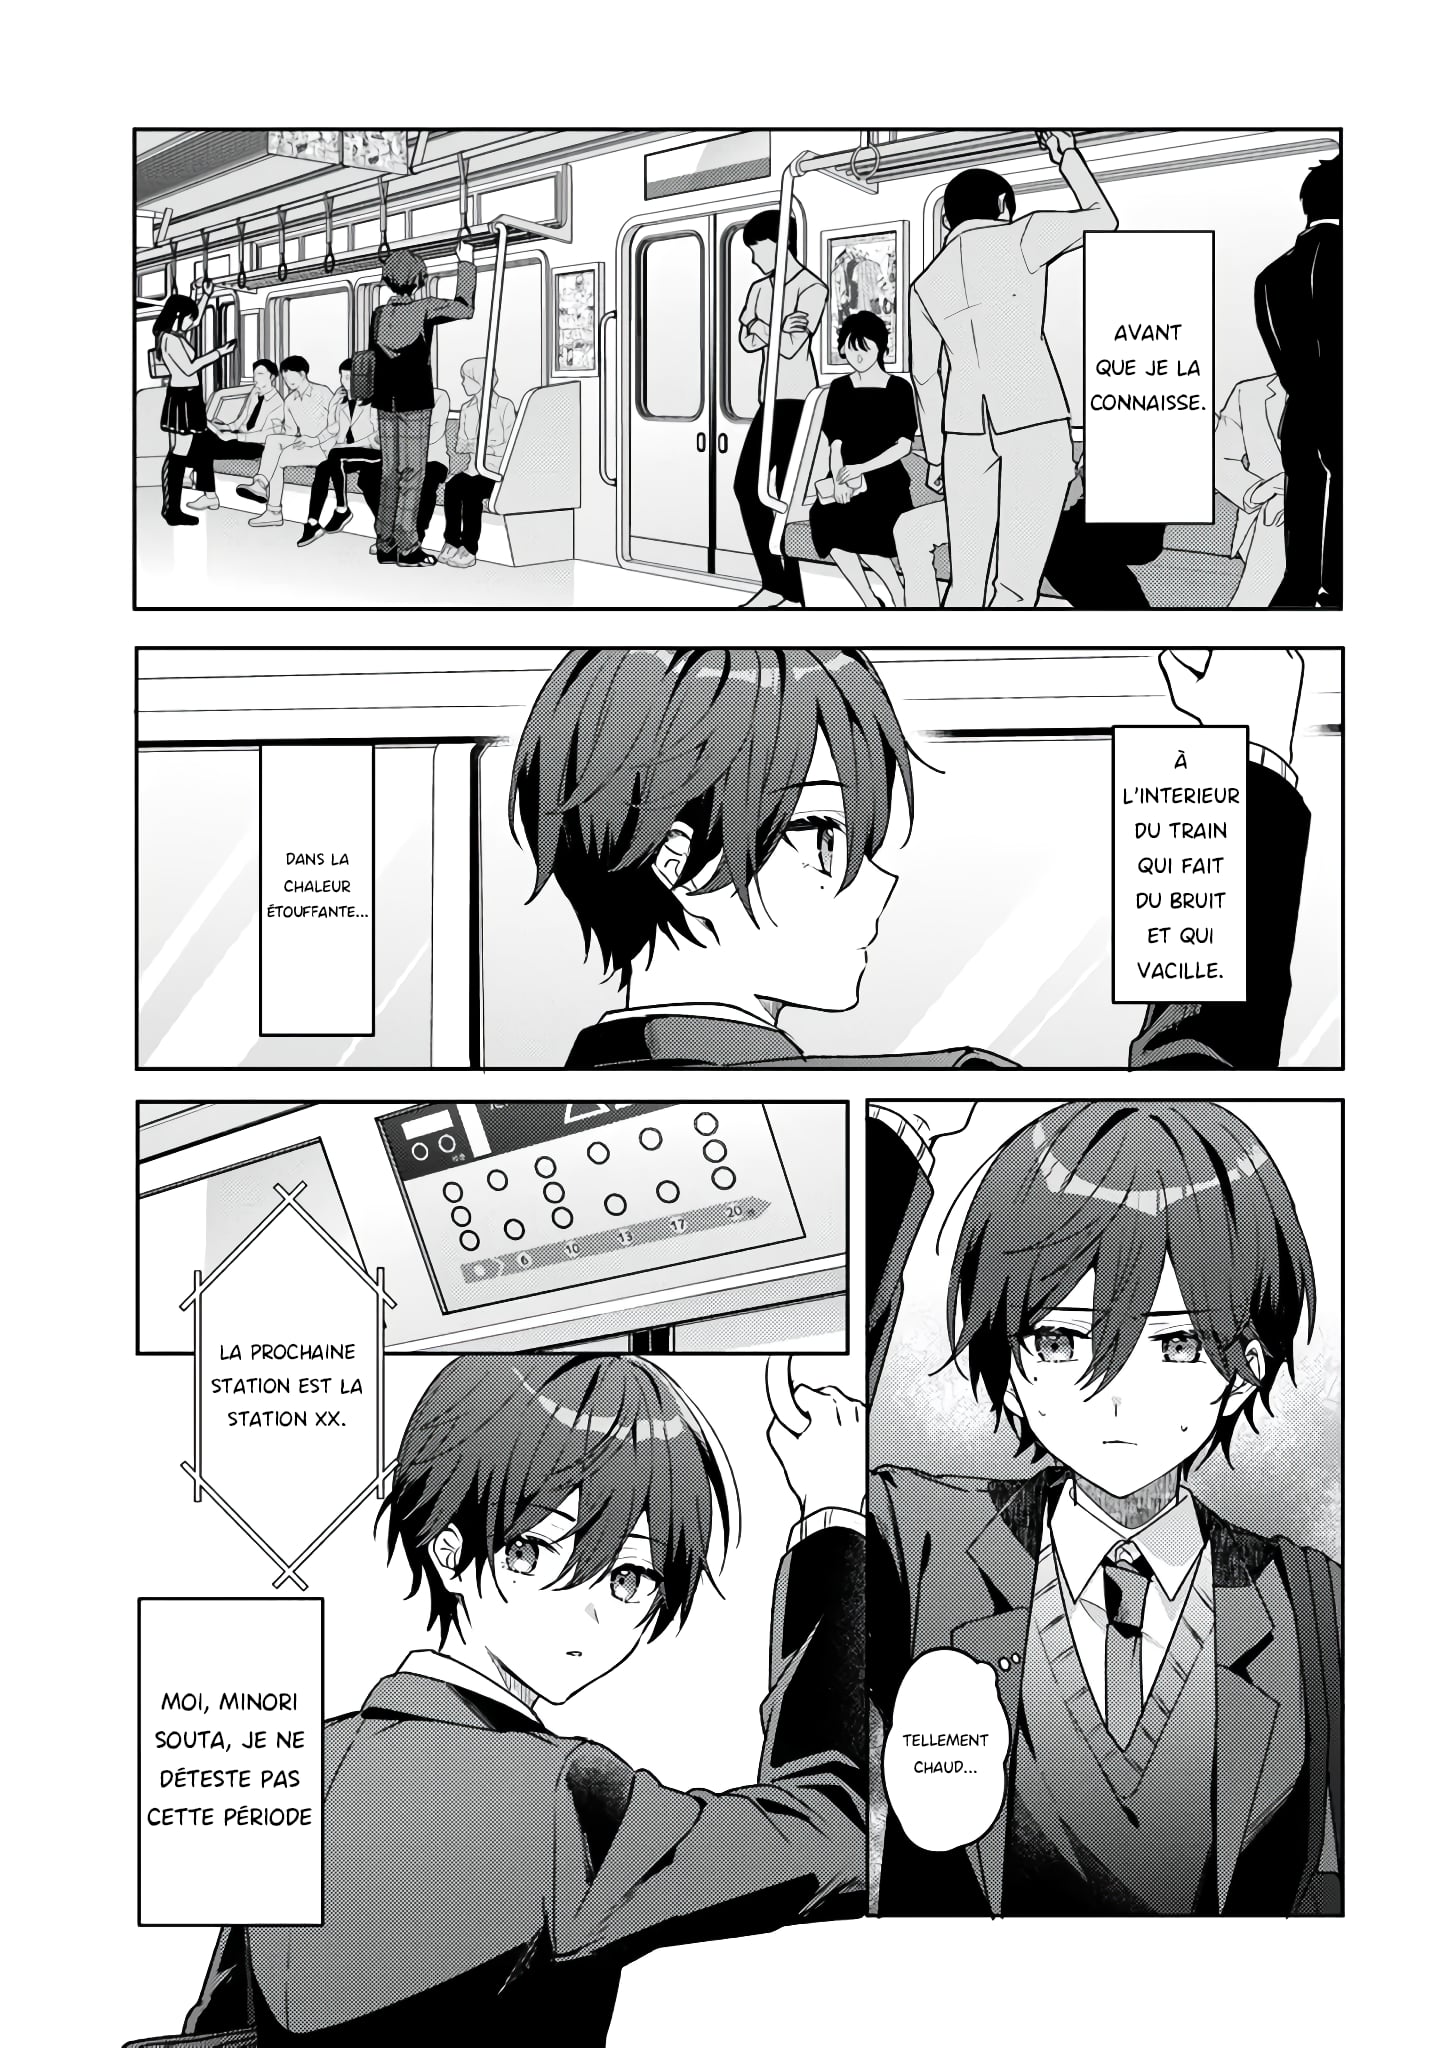 AVANT
QUE JE LA
CONNAISSE.
À
L'INTERIEUR
DU TRAIN
QUI FAIT
DU BRUIT
ET QUI
VACILLE.
DANS LA
CHALEUR
ÉTOUFFANTE...
6
10
13
17
20
LA PROCHAINE
STATION EST LA
STATION XX.
TELLEMENT
CHAUD...
MOI, MINORI
SOUTA, JE NE
DÉTESTE PAS
CETTE PÉRIODE